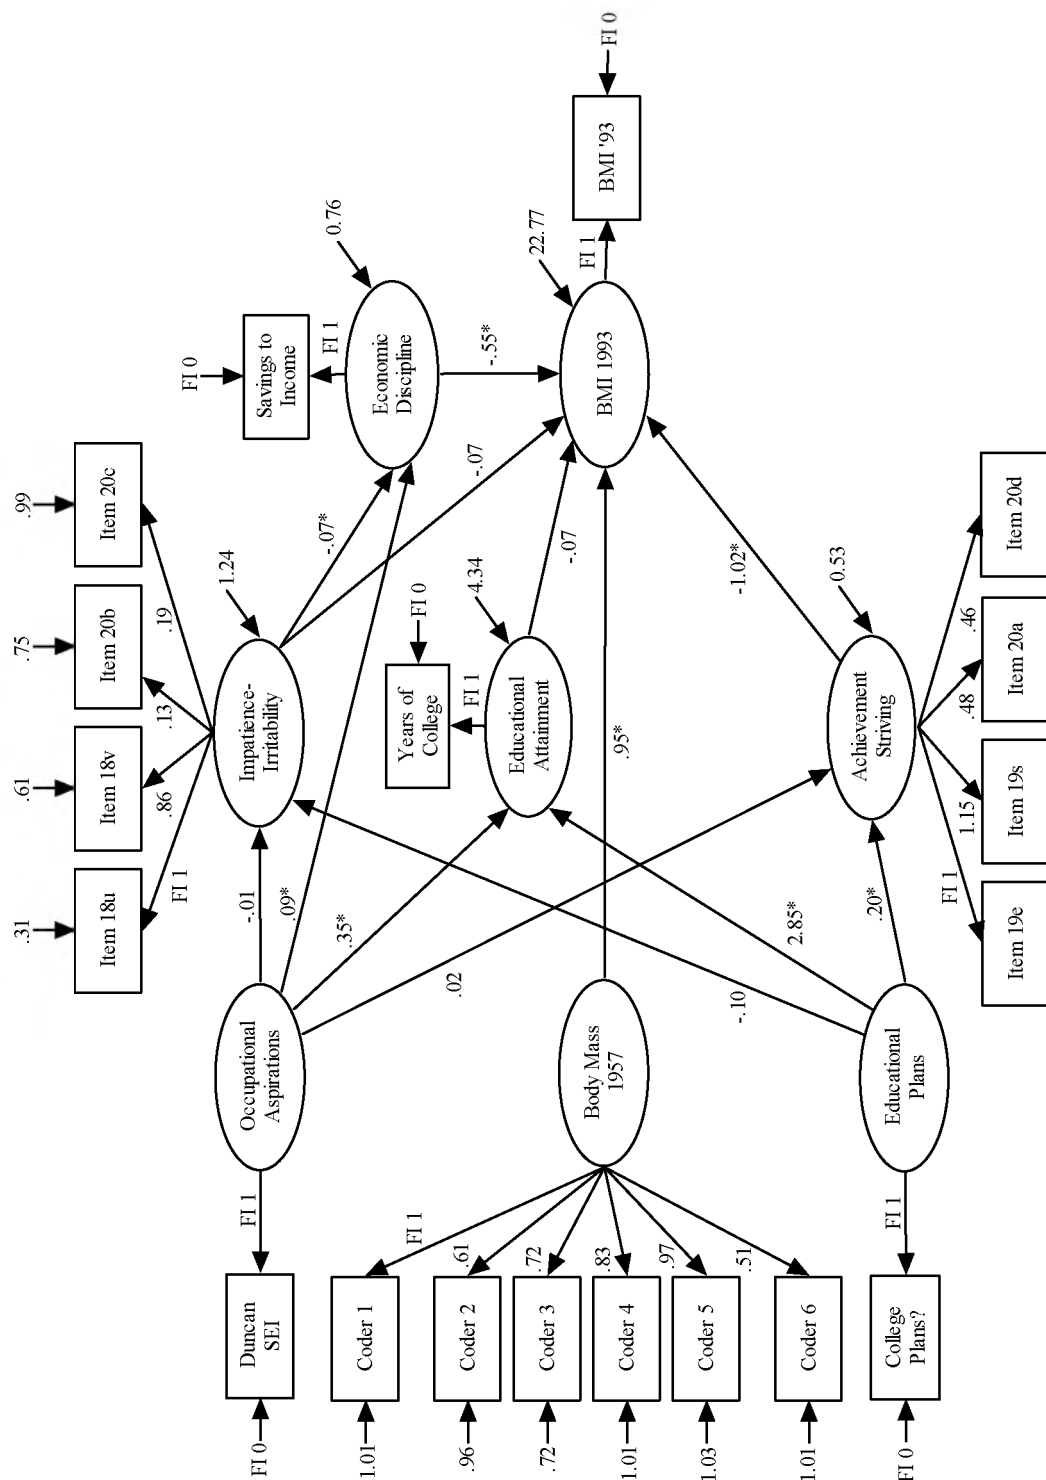 FI 0
Duncan
SEI
FI 1
Occupational
Aspirations
1.01
Coder 1
FI 1
.96
Coder 2
.61
.72
Coder 3
.72
1.01
Coder 4
.83
1.03
Coder 5
.97
1.01
Coder 6
.51
Body Mass
1957
FI 0
College
Plans?
FI 1
Educational
Plans
-.01
.09*
.35*
.02
.95*
-.10
2.85*
.20*
.31
Item 18u
FI 1
.61
Item 18v
.86
.75
Item 20b
.13
.99
Item 20c
.19
Impatience-
Irritability
1.24
Years of
College
FI 0
FI 1
Educational
Attainment
4.34
Achievement
Striving
0.53
FI 1
Item 19e
1.15
Item 19s
.48
Item 20a
.46
Item 20d
-.07*
-.07
-.07
-1.02*
FI 0
Savings to
Income
FI 1
Economic
Discipline
0.76
-.55*
BMI 1993
22.77
FI 1
BMI '93
FI 0